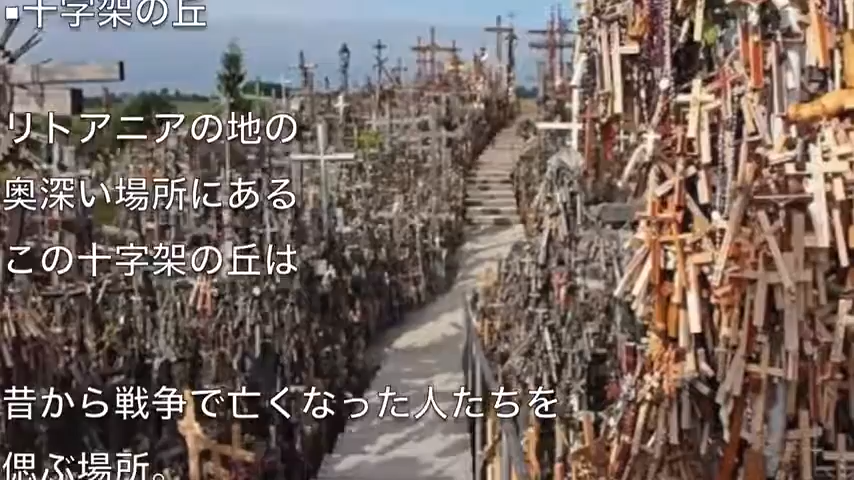 ▪十字架の丘
リトアニアの地の
奥深い場所にある
この十字架の丘は
昔から戦争で亡くなった人たちを
偲ぶ場所。